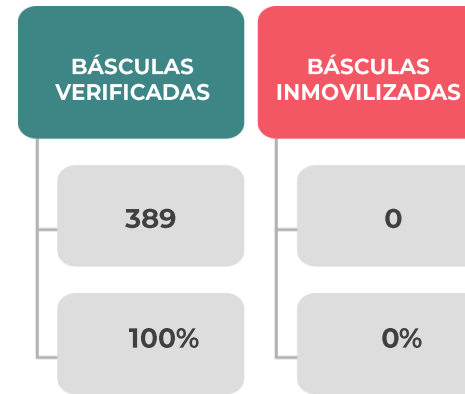 BÁSCULAS
VERIFICADAS
389
100%
BÁSCULAS
INMOVILIZADAS
0
0%